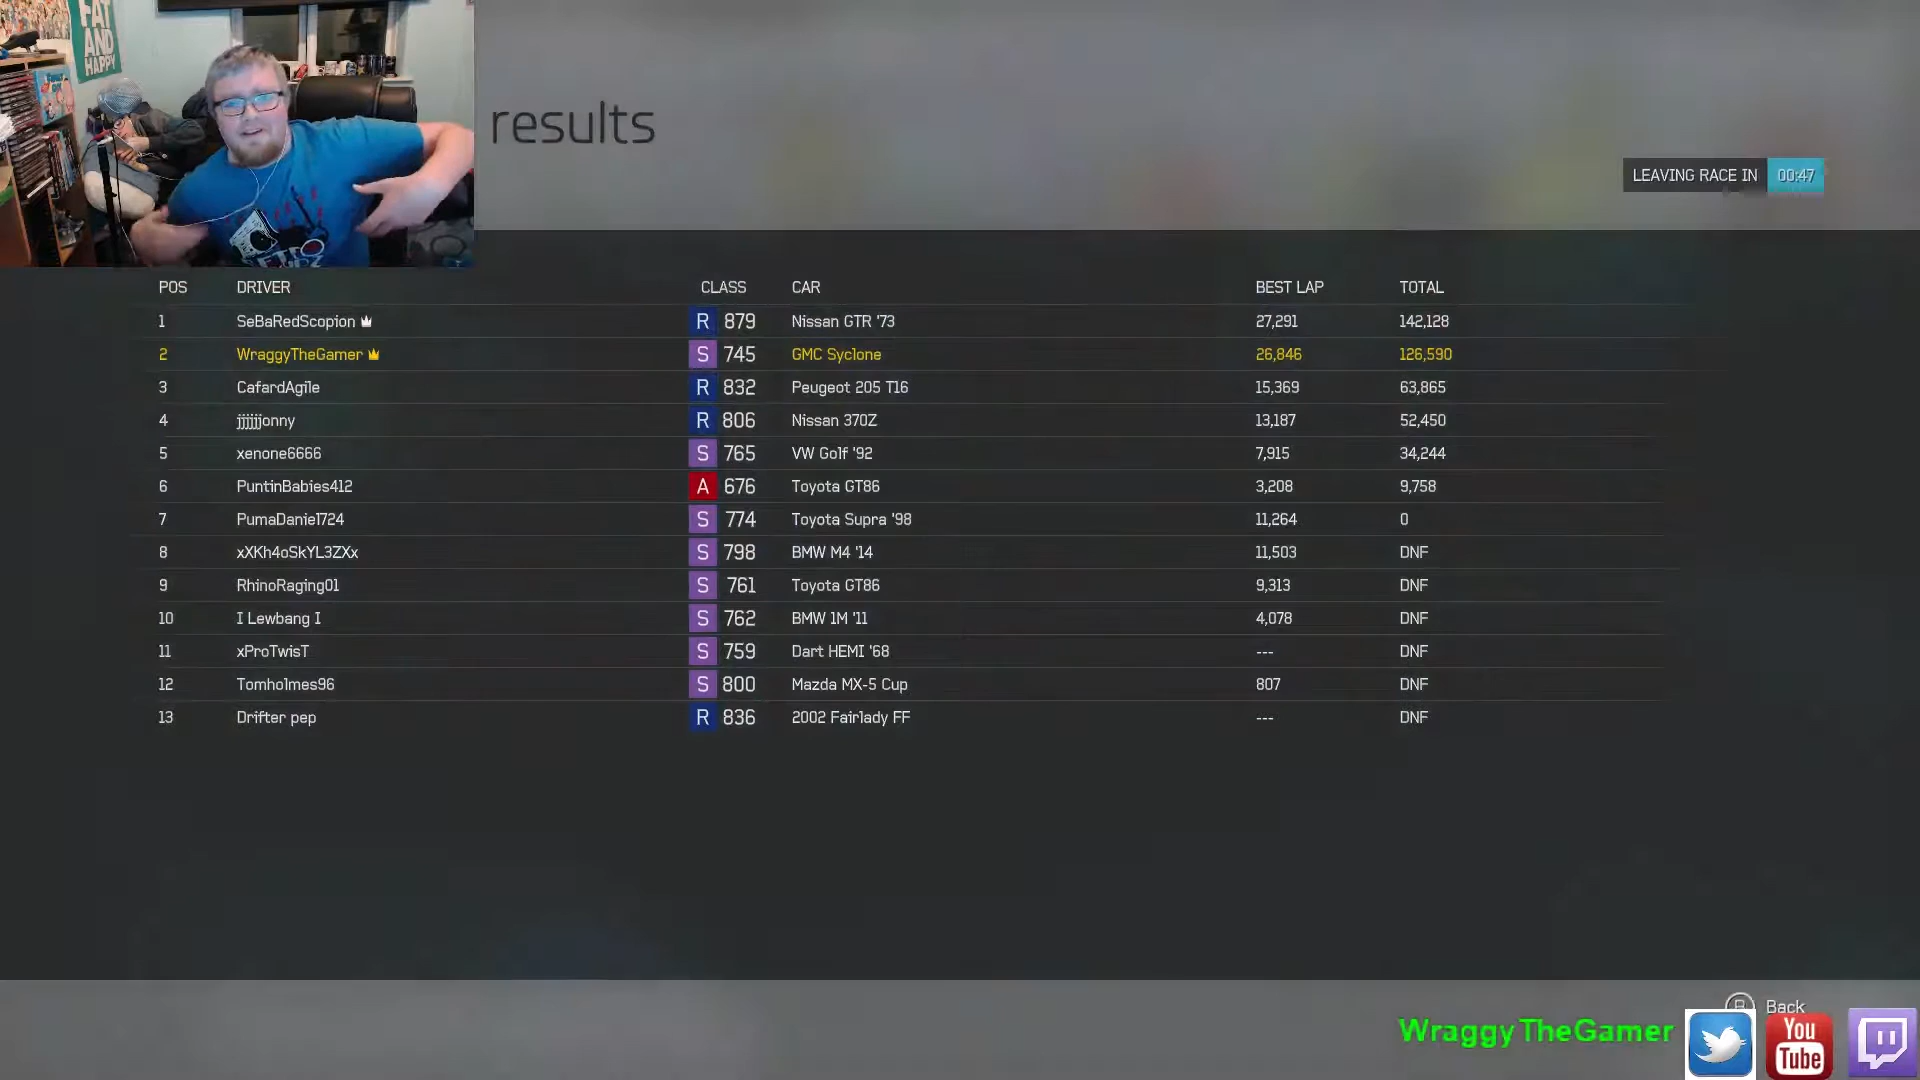 FAT
AND
HAPPY
results
LEAVING RACE IN 00:47
POS DRIVER CLASS CAR BEST LAP TOTAL
1 SeBaRedScopion R 879 Nissan GTR '73 27,291 142,128
2 WraggyTheGamer S 745 GMC Syclone 26,846 126,590
3 CafardAgile R 832 Peugeot 205 T16 15,369 63,865
4 jjjjjjonny R 806 Nissan 370Z 13,187 52,450
5 xenone6666 S 765 VW Golf '92 7,915 34,244
6 PuntinBabies412 A 676 Toyota GT86 3,208 9,758
7 PumaDaniel724 S 774 Toyota Supra '98 11,264 0
8 xXKh4oSkYL3ZXx S 798 BMW M4 '14 11,503 DNF
9 RhinoRaging01 S 761 Toyota GT86 9,313 DNF
10 I Lewbang I S 762 BMW 1M '11 4,078 DNF
11 xProTwisT S 759 Dart HEMI '68 --- DNF
12 Tomholmes96 S 800 Mazda MX-5 Cup 807 DNF
13 Drifter pep R 836 2002 Fairlady FF --- DNF
B Back
WraggyTheGamer
You
Tube